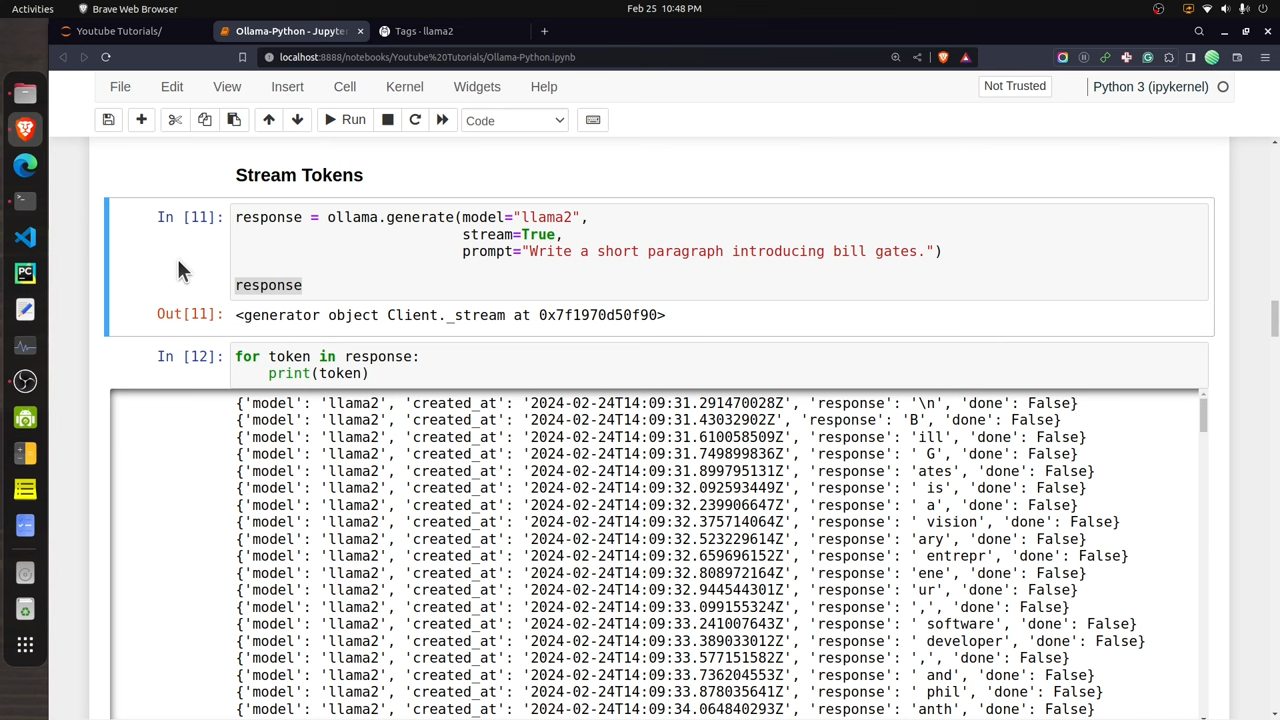 Activities
Brave Web Browser
Feb 25 10:48 PM
Youtube Tutorials/
Ollama-Python - Jupyte
Tags · llama2
localhost:8888/notebooks/Youtube%20Tutorials/Ollama-Python.ipynb
File Edit View Insert Cell Kernel Widgets Help
Not Trusted
Python 3 (ipykernel)
Run
Code
Stream Tokens
In [11]: response = ollama.generate(model="llama2",
stream=True,
prompt="Write a short paragraph introducing bill gates.")
response
Out[11]: <generator object Client._stream at 0x7f1970d50f90>
In [12]: for token in response:
print(token)
{'model': 'llama2', 'created_at': '2024-02-24T14:09:31.291470028Z', 'response': '\n', 'done': False}
{'model': 'llama2', 'created_at': '2024-02-24T14:09:31.43032902Z', 'response': 'B', 'done': False}
{'model': 'llama2', 'created_at': '2024-02-24T14:09:31.610058509Z', 'response': 'ill', 'done': False}
{'model': 'llama2', 'created_at': '2024-02-24T14:09:31.749899836Z', 'response': ' G', 'done': False}
{'model': 'llama2', 'created_at': '2024-02-24T14:09:31.899795131Z', 'response': 'ates', 'done': False}
{'model': 'llama2', 'created_at': '2024-02-24T14:09:32.092593449Z', 'response': ' is', 'done': False}
{'model': 'llama2', 'created_at': '2024-02-24T14:09:32.239906647Z', 'response': ' a', 'done': False}
{'model': 'llama2', 'created_at': '2024-02-24T14:09:32.375714064Z', 'response': ' vision', 'done': False}
{'model': 'llama2', 'created_at': '2024-02-24T14:09:32.523229614Z', 'response': 'ary', 'done': False}
{'model': 'llama2', 'created_at': '2024-02-24T14:09:32.659696152Z', 'response': ' entrepr', 'done': False}
{'model': 'llama2', 'created_at': '2024-02-24T14:09:32.808972164Z', 'response': 'ene', 'done': False}
{'model': 'llama2', 'created_at': '2024-02-24T14:09:32.944544301Z', 'response': 'ur', 'done': False}
{'model': 'llama2', 'created_at': '2024-02-24T14:09:33.099155324Z', 'response': ',', 'done': False}
{'model': 'llama2', 'created_at': '2024-02-24T14:09:33.241007643Z', 'response': ' software', 'done': False}
{'model': 'llama2', 'created_at': '2024-02-24T14:09:33.389033012Z', 'response': ' developer', 'done': False}
{'model': 'llama2', 'created_at': '2024-02-24T14:09:33.577151582Z', 'response': ',', 'done': False}
{'model': 'llama2', 'created_at': '2024-02-24T14:09:33.736204553Z', 'response': ' and', 'done': False}
{'model': 'llama2', 'created_at': '2024-02-24T14:09:33.878035641Z', 'response': ' phil', 'done': False}
{'model': 'llama2', 'created_at': '2024-02-24T14:09:34.064840293Z', 'response': 'anth', 'done': False}